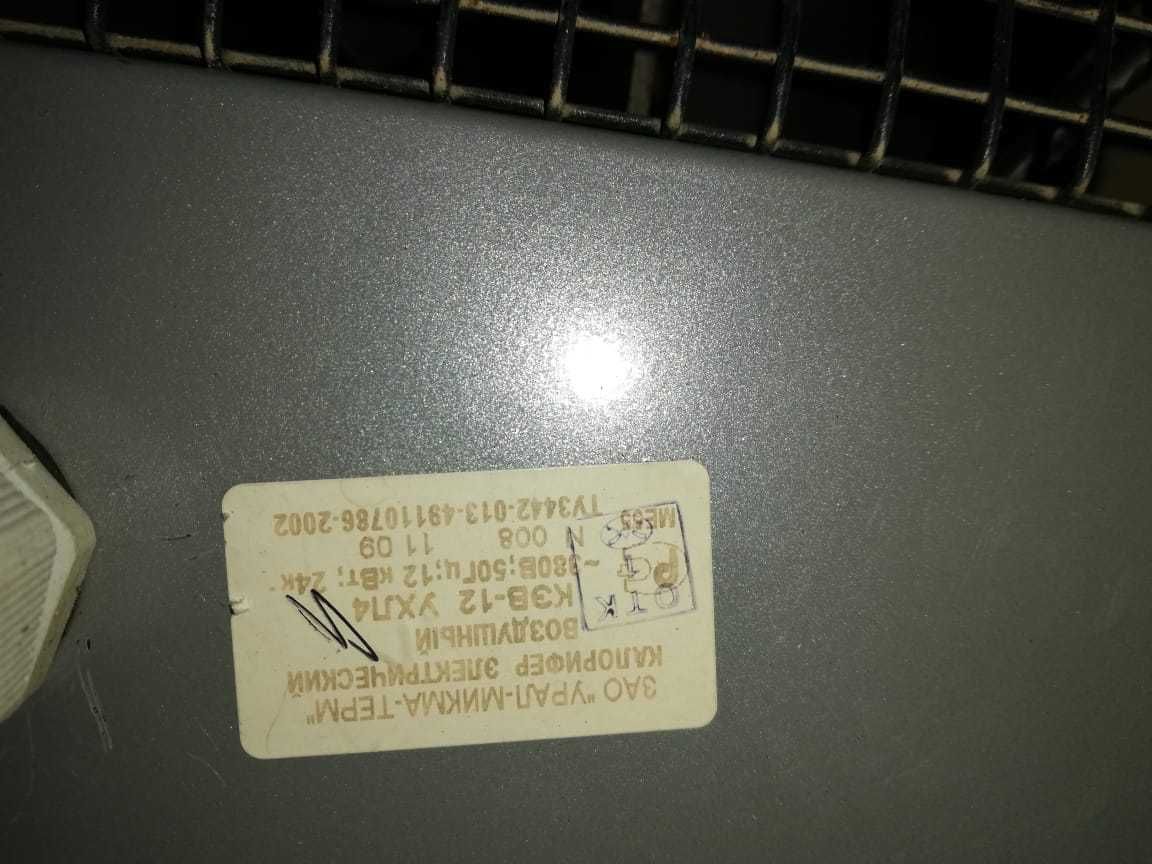 ЗАО "УРАЛ-МИКМА-ТЕРМ"
КАЛОРИФЕР ЭЛЕКТРИЧЕСКИЙ
ВОЗДУШНЫЙ
КЭВ-12 УХЛ4
~380В;50Гц;12 кВт; 24к
N 008 11 09
ТУ3442-013-49110786-2002
ОТК
МЕ65